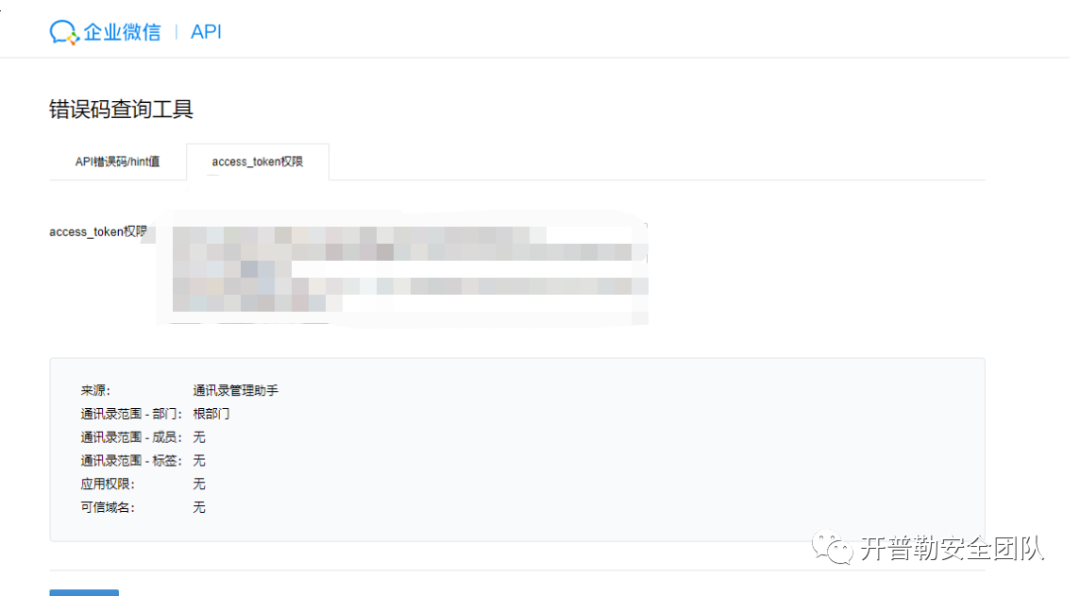 企业微信 | API
错误码查询工具
API错误码/hint值 access_token权限
access_token权限
来源: 通讯录管理助手
通讯录范围 - 部门: 根部门
通讯录范围 - 成员: 无
通讯录范围 - 标签: 无
应用权限: 无
可信域名: 无
开普勒安全团队